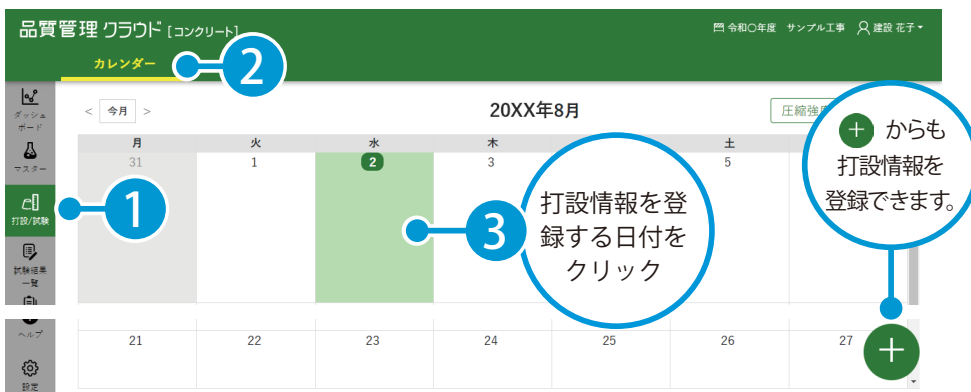 品質管理 クラウド [コンクリート]
令和〇年度 サンプル工事 建設 花子
カレンダー
2
ダッシュ
ボード
マスター
打設/試験
試験結果
一覧
ヘルプ
設定
1
< 今月 >
20XX年8月
月 火 水 木 土
31 1 2 3 5
3
打設情報を登
録する日付を
クリック
+ からも
打設情報を
登録できます。
21 22 23 24 25 26 27
+